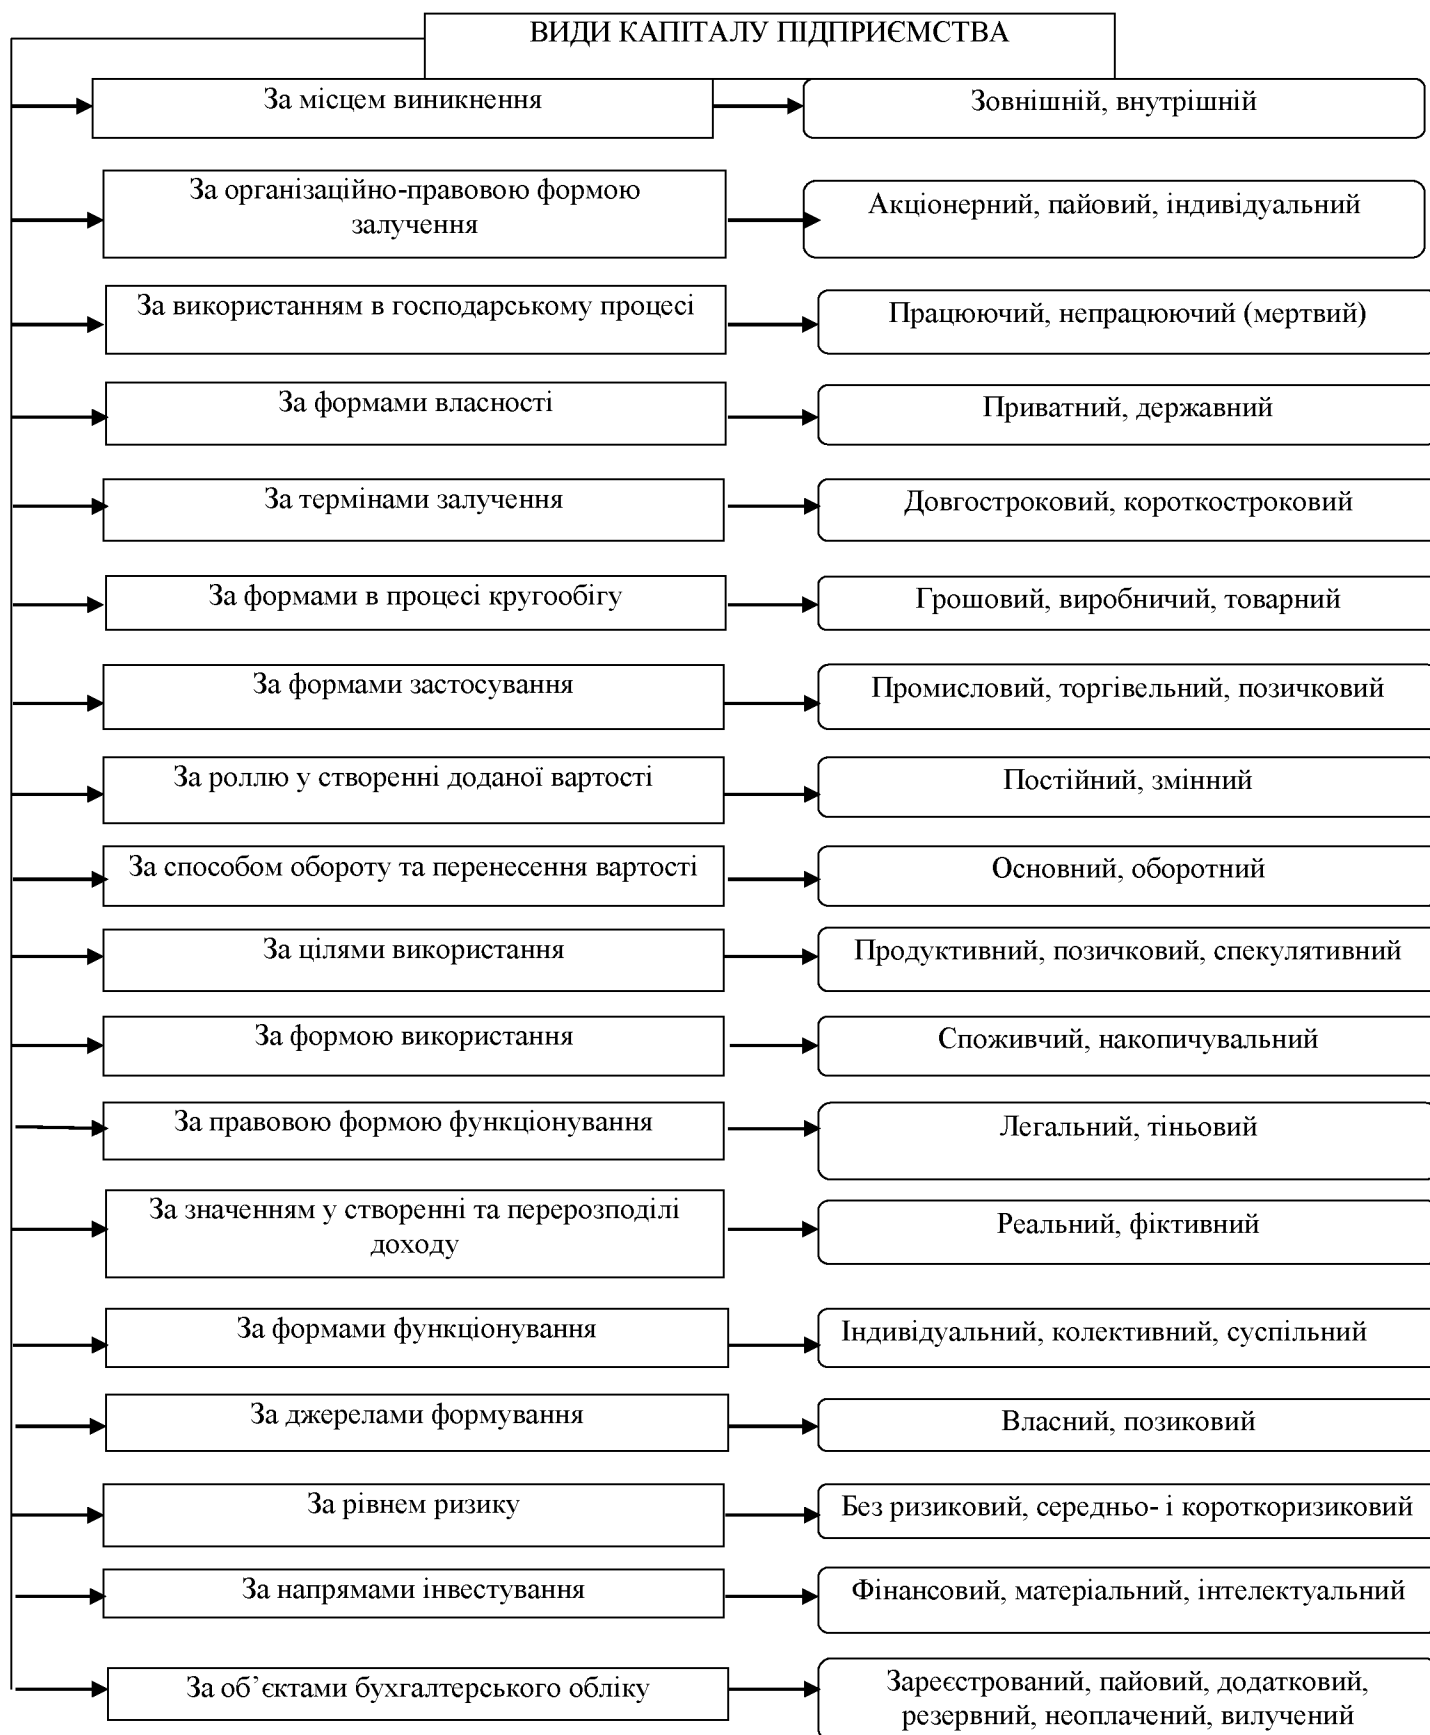 ВИДИ КАПІТАЛУ ПІДПРИЄМСТВА
За місцем виникнення
Зовнішній, внутрішній
За організаційно-правовою формою
залучення
Акціонерний, пайовий, індивідуальний
За використанням в господарському процесі
Працюючий, непрацюючий (мертвий)
За формами власності
Приватний, державний
За термінами залучення
Довгостроковий, короткостроковий
За формами в процесі кругообігу
Грошовий, виробничий, товарний
За формами застосування
Промисловий, торгівельний, позичковий
За роллю у створенні доданої вартості
Постійний, змінний
За способом обороту та перенесення вартості
Основний, оборотний
За цілями використання
Продуктивний, позичковий, спекулятивний
За формою використання
Споживчий, накопичувальний
За правовою формою функціонування
Легальний, тіньовий
За значенням у створенні та перерозподілі
доходу
Реальний, фіктивний
За формами функціонування
Індивідуальний, колективний, суспільний
За джерелами формування
Власний, позиковий
За рівнем ризику
Без ризиковий, середньо- і короткоризиковий
За напрямами інвестування
Фінансовий, матеріальний, інтелектуальний
За об’єктами бухгалтерського обліку
Зареєстрований, пайовий, додатковий,
резервний, неоплачений, вилучений